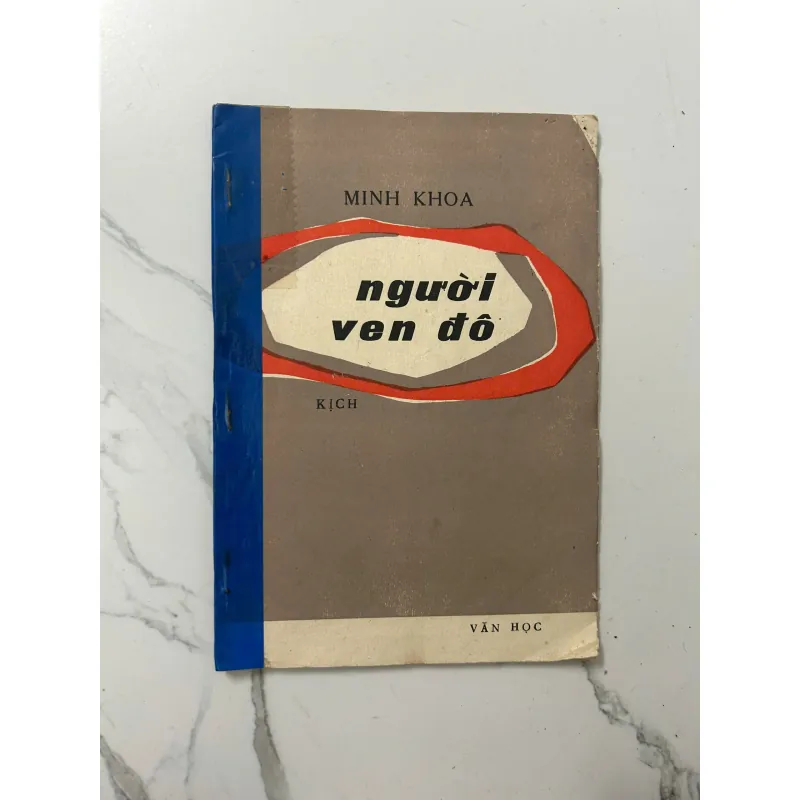 MINH KHOA
người
ven đô
KỊCH
VĂN HỌC